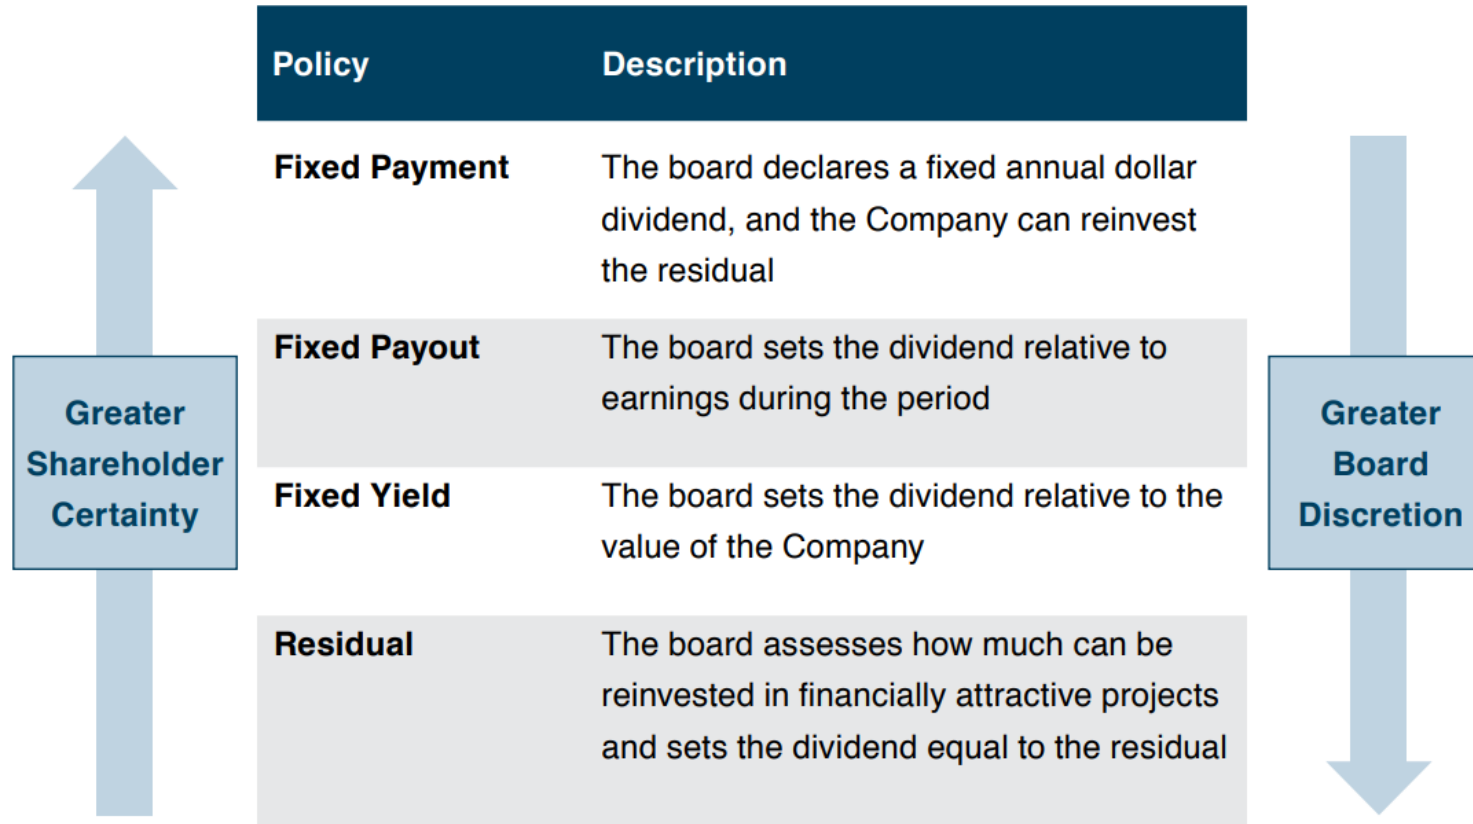 Policy
Description
Fixed Payment
The board declares a fixed annual dollar
dividend, and the Company can reinvest
the residual
Fixed Payout
The board sets the dividend relative to
earnings during the period
Greater
Shareholder
Certainty
Greater
Board
Discretion
Fixed Yield
The board sets the dividend relative to the
value of the Company
Residual
The board assesses how much can be
reinvested in financially attractive projects
and sets the dividend equal to the residual